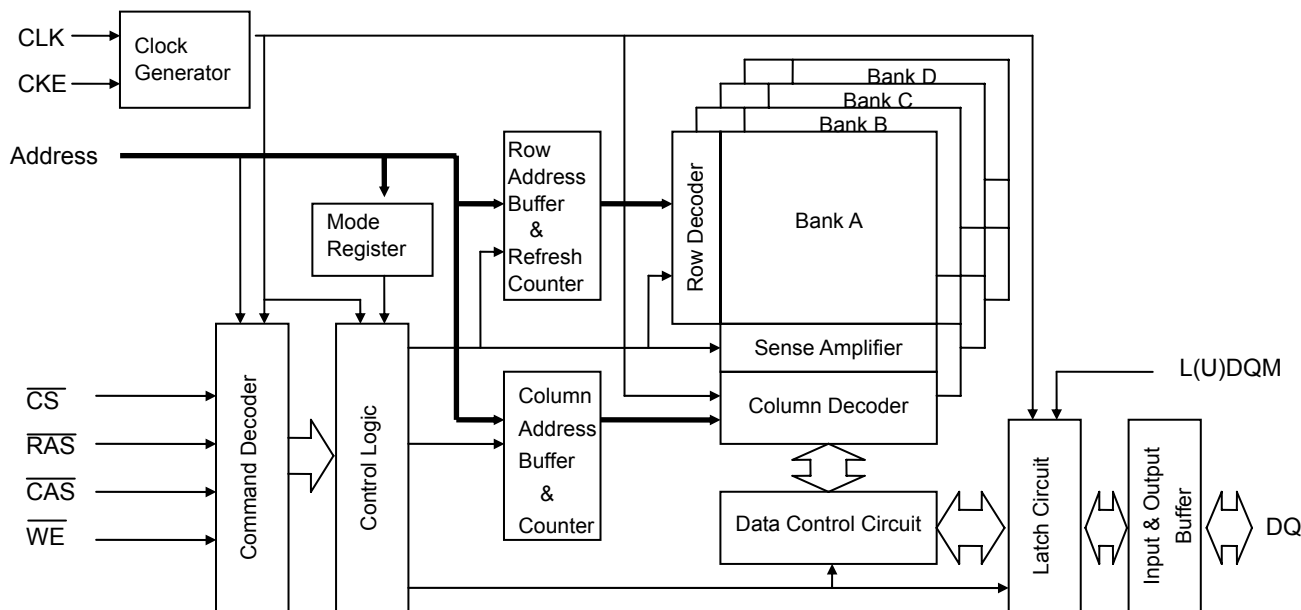 CLK
CKE
Clock
Generator
Address
Mode
Register
Row
Address
Buffer
&
Refresh
Counter
Row Decoder
Bank D
Bank C
Bank B
Bank A
Sense Amplifier
Column Decoder
CS
RAS
CAS
WE
Command Decoder
Control Logic
Column
Address
Buffer
&
Counter
Data Control Circuit
L(U)DQM
Latch Circuit
Input & Output
Buffer
DQ